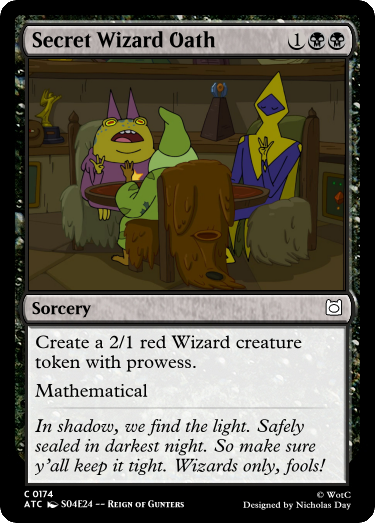 Secret Wizard Oath 1
Sorcery
Create a 2/1 red Wizard creature
token with prowess.
Mathematical
In shadow, we find the light. Safely
sealed in darkest night. So make sure
y'all keep it tight. Wizards only, fools!
C 0174 © WotC
ATC S04E24 -- Reign of Gunters Designed by Nicholas Day